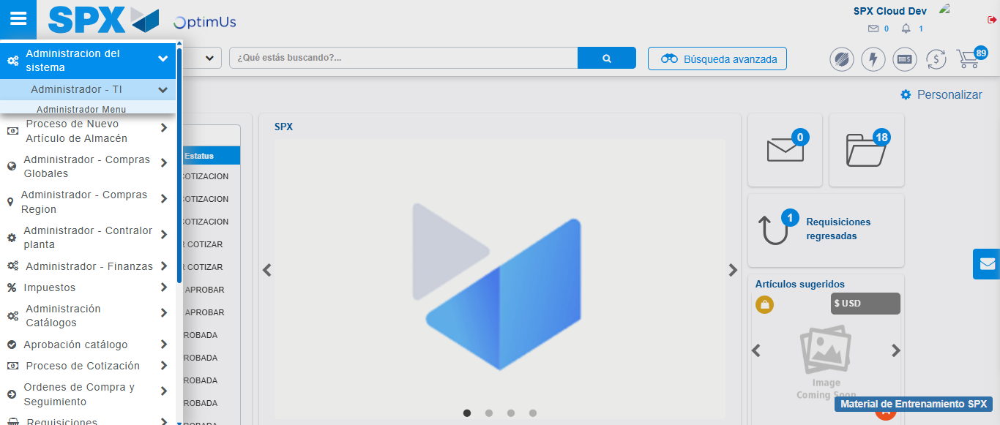 SPX
OptimUs
SPX Cloud Dev
0
1
Administracion del
sistema
Administrador - TI
Administrador Menu
¿Qué estás buscando?...
Búsqueda avanzada
89
Personalizar
Proceso de Nuevo
Artículo de Almacén
Administrador - Compras
Globales
Administrador - Compras
Region
Administrador - Contralor
planta
Administrador - Finanzas
Impuestos
Administración
Catálogos
Aprobación catálogo
Proceso de Cotización
Ordenes de Compra y
Seguimiento
Requisiciones
Estatus
COTIZACION
COTIZACION
COTIZACION
R COTIZAR
R COTIZAR
APROBAR
APROBAR
ROBADA
ROBADA
ROBADA
ROBADA
ROBADA
SPX
0
18
1
Requisiciones
regresadas
Artículos sugeridos
$ USD
Image
Coming Soon
Material de Entrenamiento SPX